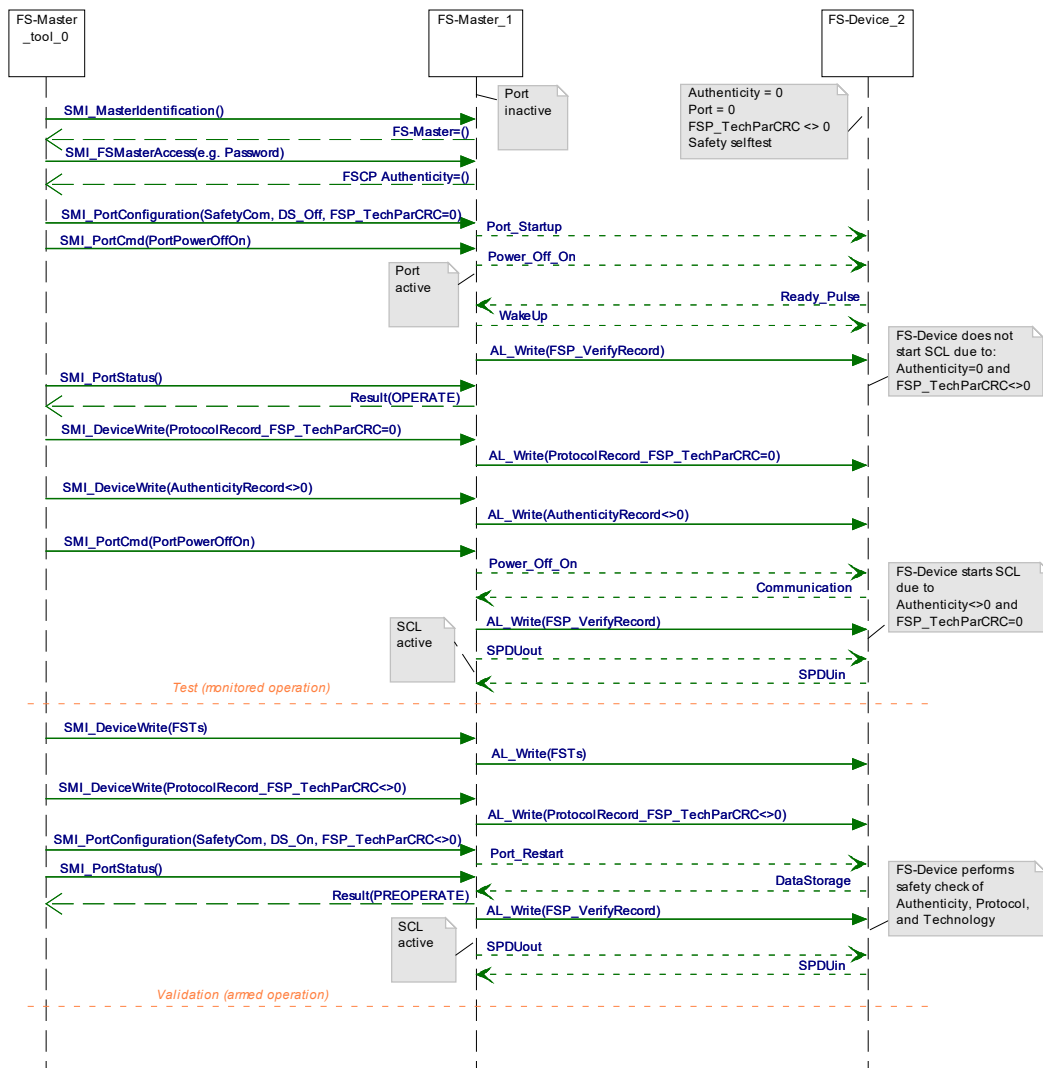 FS-Master
_tool_0
FS-Master_1
FS-Device_2
Port
inactive
Authenticity = 0
Port = 0
FSP_TechParCRC <> 0
Safety selftest
SMI_MasterIdentification()
FS-Master=()
SMI_FSMasterAccess(e.g. Password)
FSCP Authenticity=()
SMI_PortConfiguration(SafetyCom, DS_Off, FSP_TechParCRC=0)
Port_Startup
SMI_PortCmd(PortPowerOffOn)
Power_Off_On
Port
active
Ready_Pulse
WakeUp
FS-Device does not
start SCL due to:
Authenticity=0 and
FSP_TechParCRC<>0
AL_Write(FSP_VerifyRecord)
SMI_PortStatus()
Result(OPERATE)
SMI_DeviceWrite(ProtocolRecord_FSP_TechParCRC=0)
AL_Write(ProtocolRecord_FSP_TechParCRC=0)
SMI_DeviceWrite(AuthenticityRecord<>0)
AL_Write(AuthenticityRecord<>0)
SMI_PortCmd(PortPowerOffOn)
Power_Off_On
Communication
FS-Device starts SCL
due to
Authenticity<>0 and
FSP_TechParCRC=0
SCL
active
AL_Write(FSP_VerifyRecord)
SPDUout
SPDUin
Test (monitored operation)
SMI_DeviceWrite(FSTs)
AL_Write(FSTs)
SMI_DeviceWrite(ProtocolRecord_FSP_TechParCRC<>0)
AL_Write(ProtocolRecord_FSP_TechParCRC<>0)
SMI_PortConfiguration(SafetyCom, DS_On, FSP_TechParCRC<>0)
Port_Restart
SMI_PortStatus()
DataStorage
Result(PREOPERATE)
FS-Device performs
safety check of
Authenticity, Protocol,
and Technology
AL_Write(FSP_VerifyRecord)
SCL
active
SPDUout
SPDUin
Validation (armed operation)